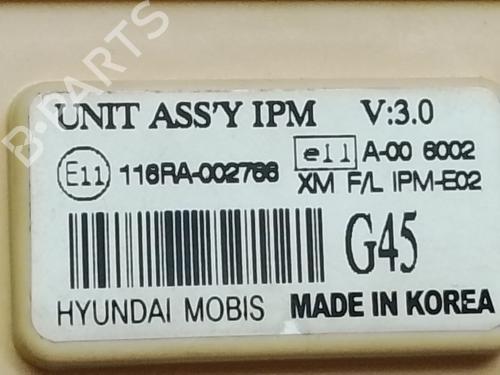 B-PARTS
UNIT ASS'Y IPM V:3.0
E11 116RA-002766 e11 A-00 6002
XM F/L IPM-E02
G45
HYUNDAI MOBIS MADE IN KOREA